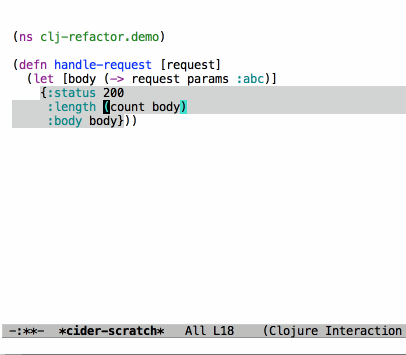 (ns clj-refactor.demo)
(defn handle-request [request]
  (let [body (-> request params :abc)]
    {:status 200
     :length (count body)
     :body body}))
-:**-  *cider-scratch*   All L18    (Clojure Interaction